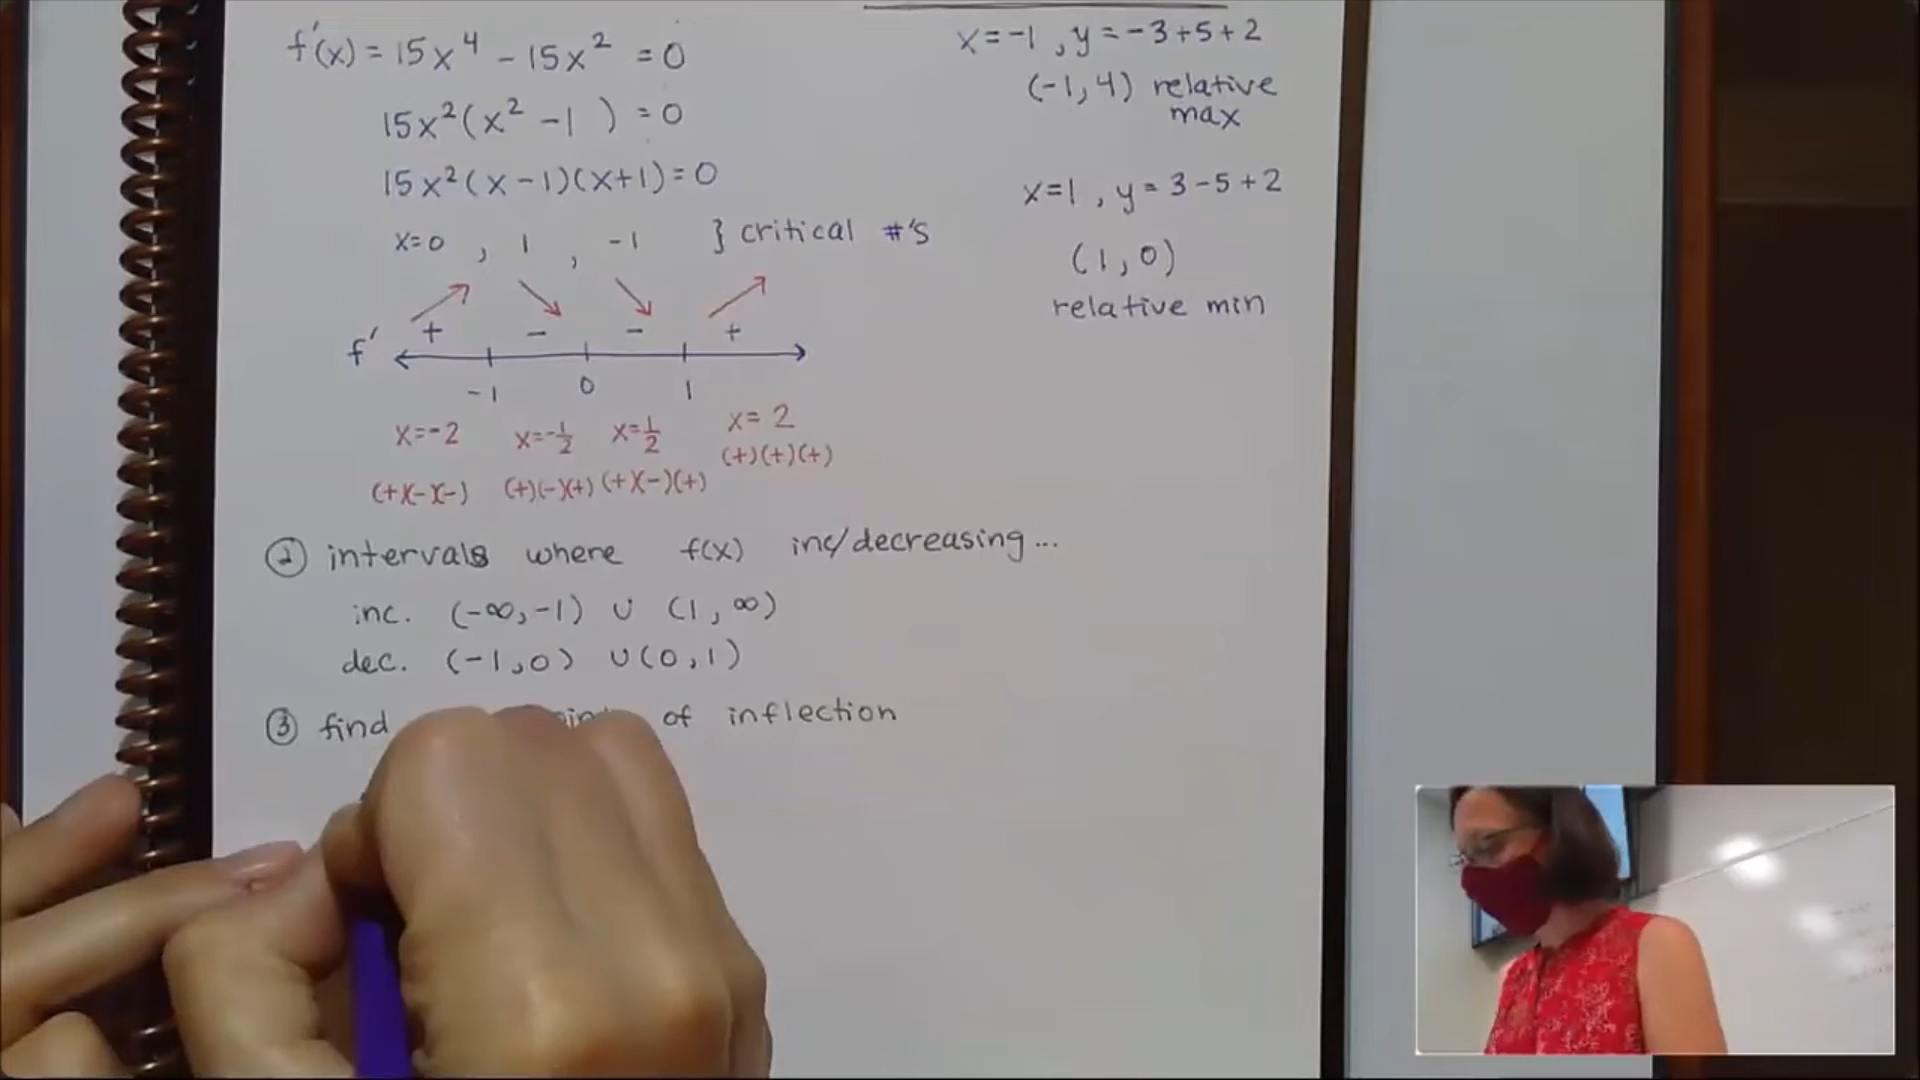 f'(x) = 15x⁴ - 15x² = 0
15x²(x² - 1 ) = 0
15x²(x-1)(x+1) = 0
x=0 , 1 , -1 } critical #'s
+ - - +
f'
-1 0 1
x=-2 x=-½ x=½ x= 2
(+)(-)(-) (+)(-)(+) (+)(-)(+) (+)(+)(+)
② intervals where f(x) inc/decreasing...
inc. (-∞,-1) ∪ (1, ∞)
dec. (-1,0) ∪(0,1)
③ find of inflection
x=-1 , y = -3+5+2
(-1,4) relative
max
x=1 , y = 3-5+2
(1,0)
relative min